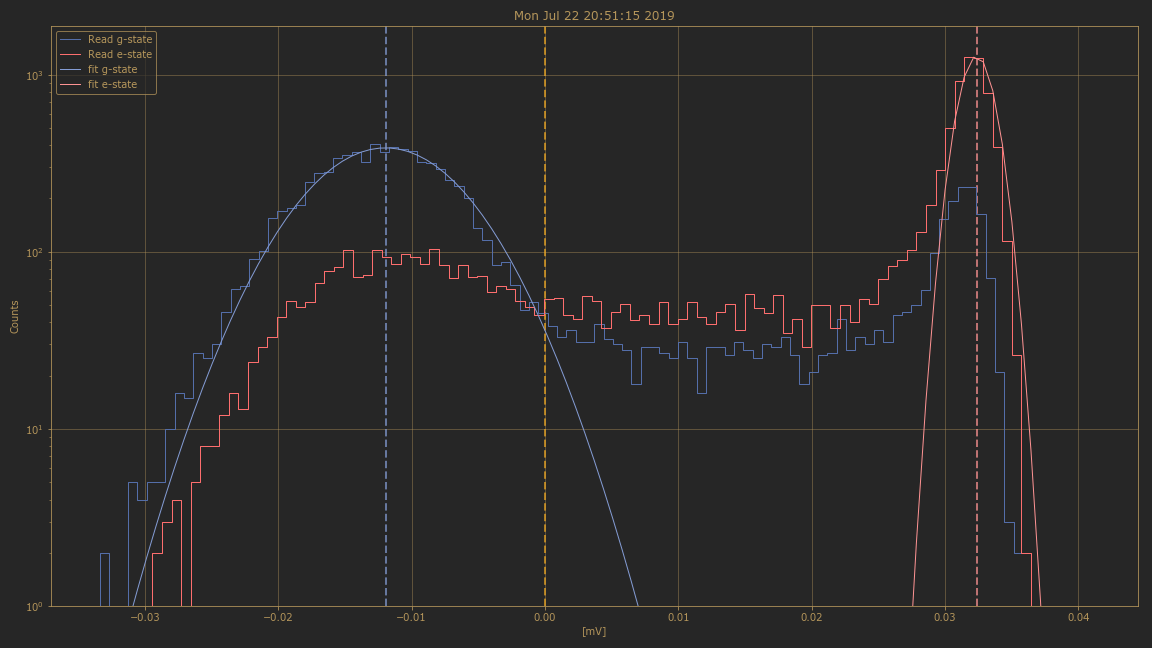 Mon Jul 22 20:51:15 2019
Read g-state
Read e-state
fit g-state
fit e-state
10³
10²
10¹
10⁰
Counts
−0.03
−0.02
−0.01
0.00
0.01
0.02
0.03
0.04
[mV]